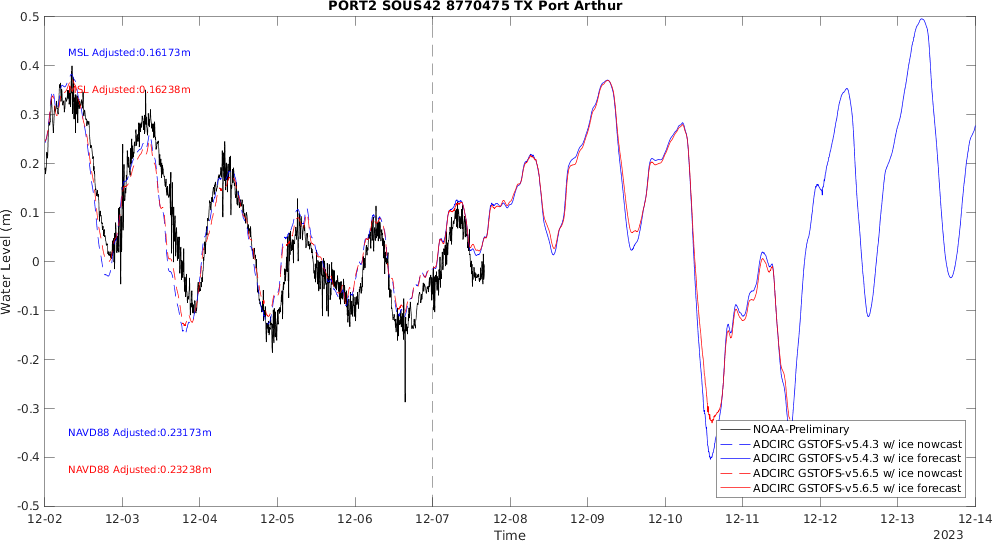 PORT2 SOUS42 8770475 TX Port Arthur
0.5
0.4
0.3
0.2
0.1
0
-0.1
-0.2
-0.3
-0.4
-0.5
Water Level (m)
MSL Adjusted:0.16173m
MSL Adjusted:0.16238m
NAVD88 Adjusted:0.23173m
NAVD88 Adjusted:0.23238m
NOAA-Preliminary
ADCIRC GSTOFS-v5.4.3 w/ ice nowcast
ADCIRC GSTOFS-v5.4.3 w/ ice forecast
ADCIRC GSTOFS-v5.6.5 w/ ice nowcast
ADCIRC GSTOFS-v5.6.5 w/ ice forecast
12-02 12-03 12-04 12-05 12-06 12-07 12-08 12-09 12-10 12-11 12-12 12-13 12-14
Time
2023